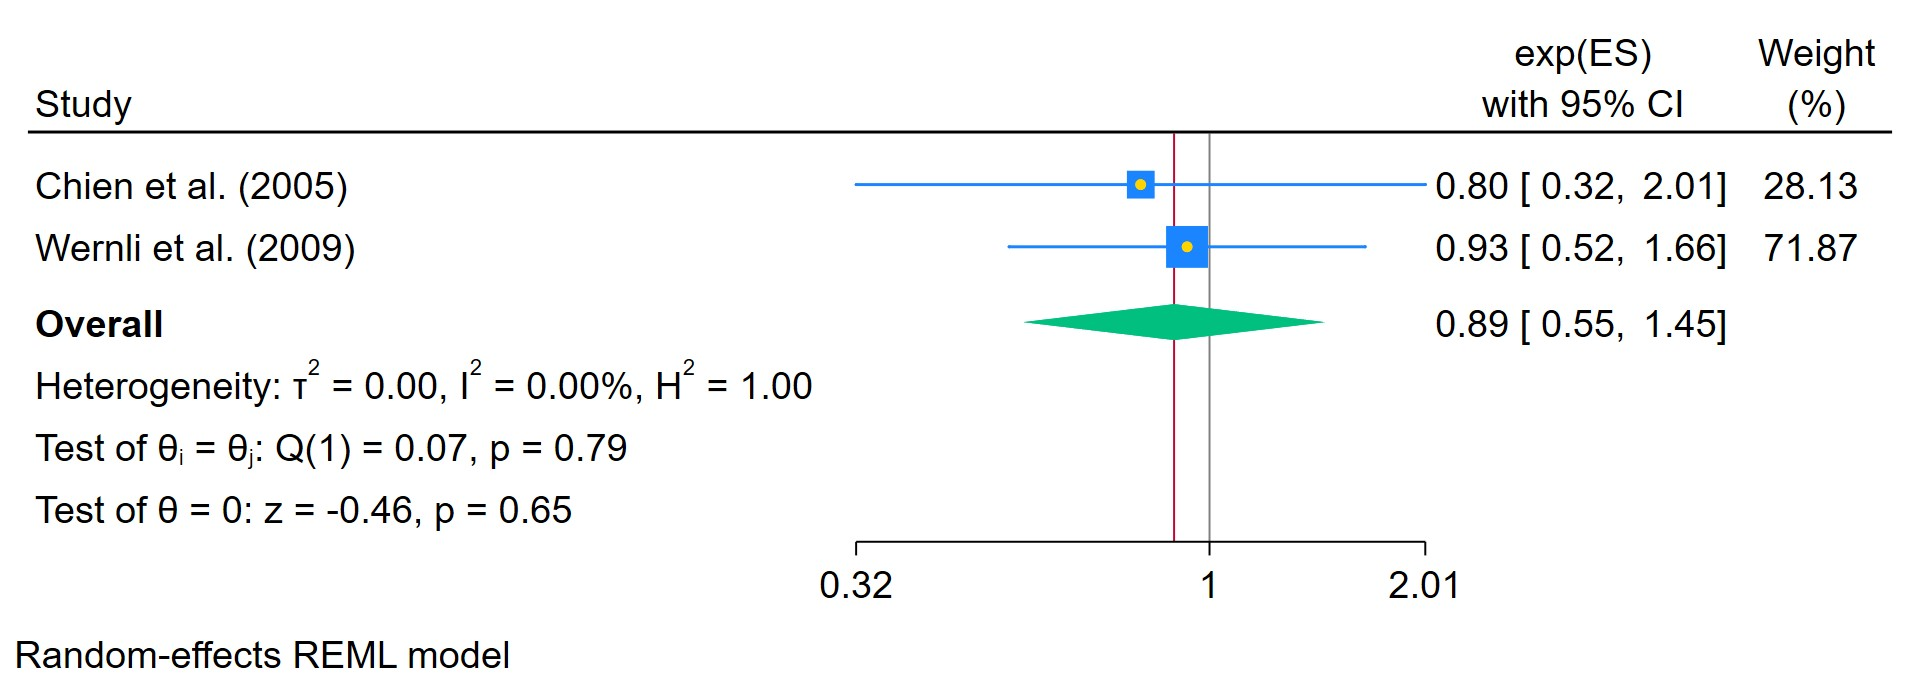 exp(ES) Weight
Study with 95% CI (%)
Chien et al. (2005) 0.80 [ 0.32, 2.01] 28.13
Wernli et al. (2009) 0.93 [ 0.52, 1.66] 71.87
Overall 0.89 [ 0.55, 1.45]
Heterogeneity: τ² = 0.00, I² = 0.00%, H² = 1.00
Test of θᵢ = θⱼ: Q(1) = 0.07, p = 0.79
Test of θ = 0: z = -0.46, p = 0.65
0.32 1 2.01
Random-effects REML model